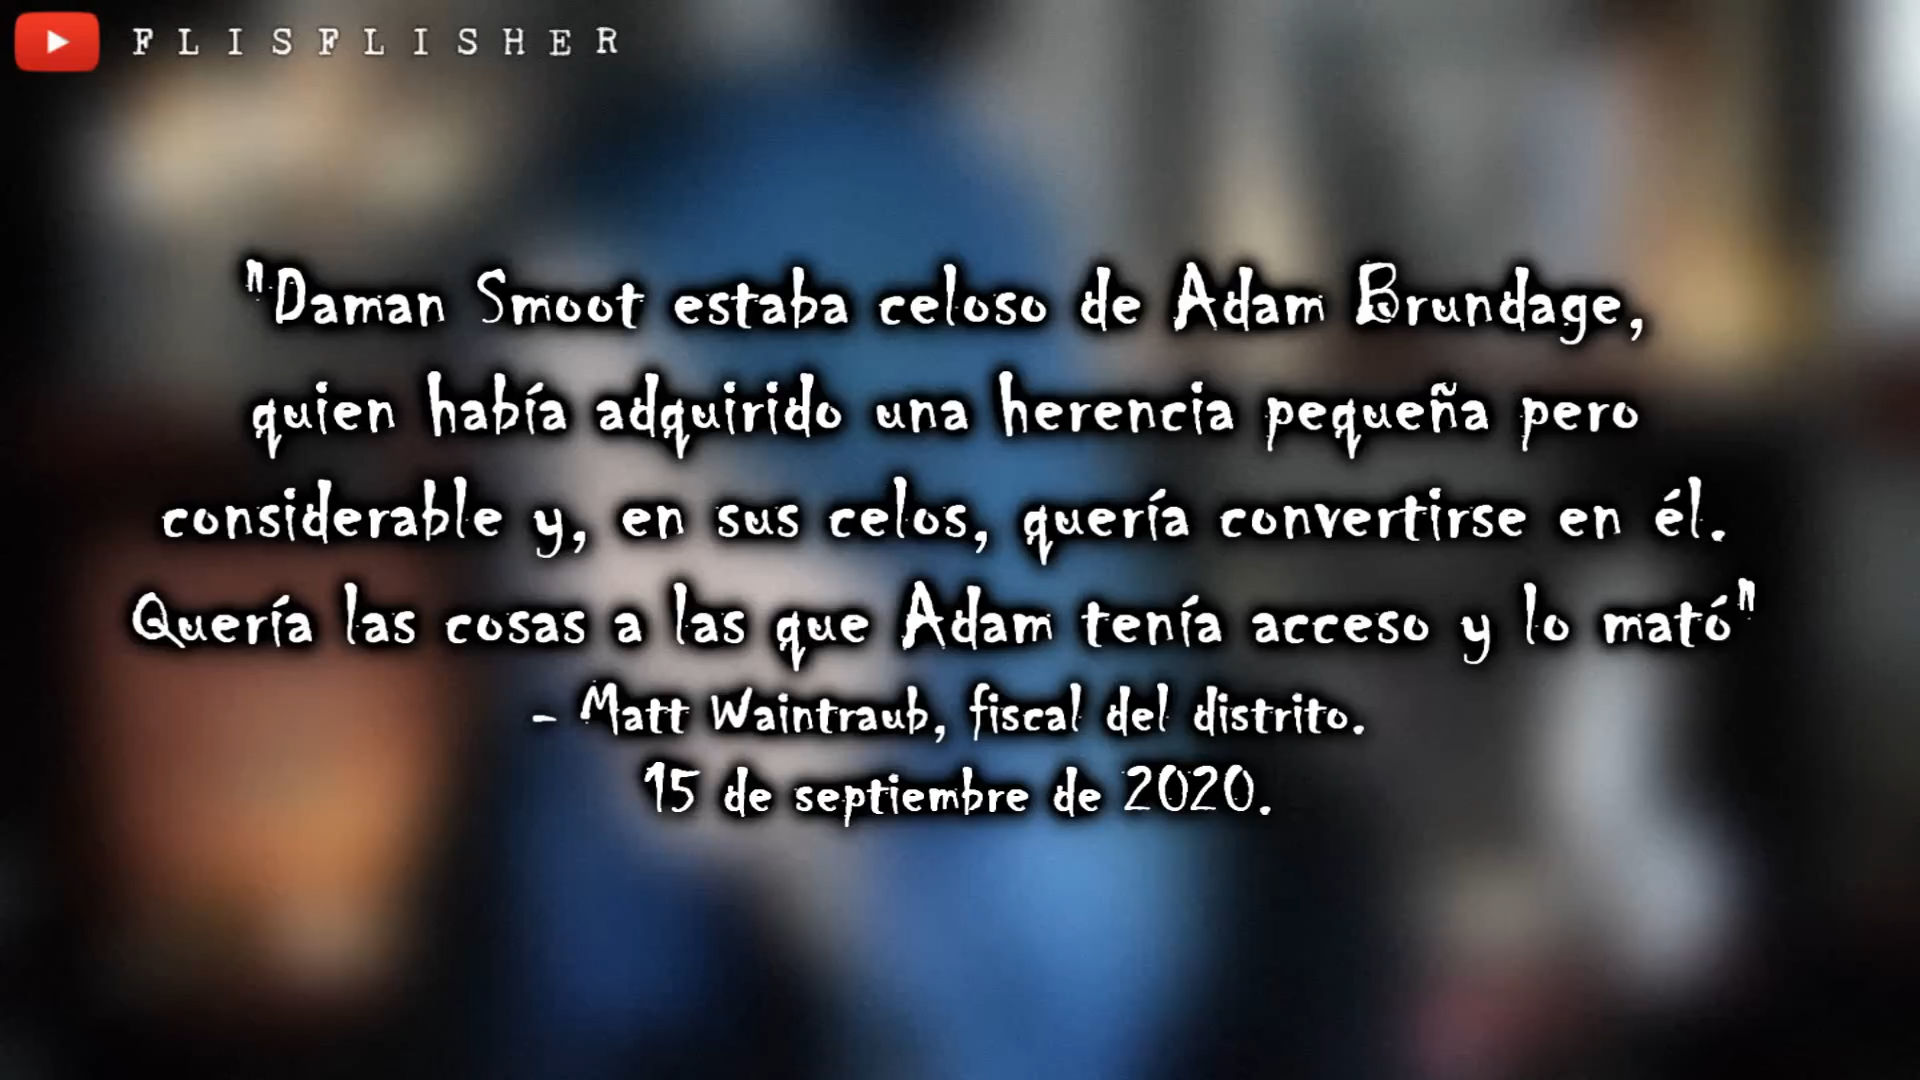 FLISFLISHER
"Daman Smoot estaba celoso de Adam Brundage,
quien había adquirido una herencia pequeña pero
considerable y, en sus celos, quería convertirse en él.
Quería las cosas a las que Adam tenía acceso y lo mató"
- Matt Waintraub, fiscal del distrito.
15 de septiembre de 2020.